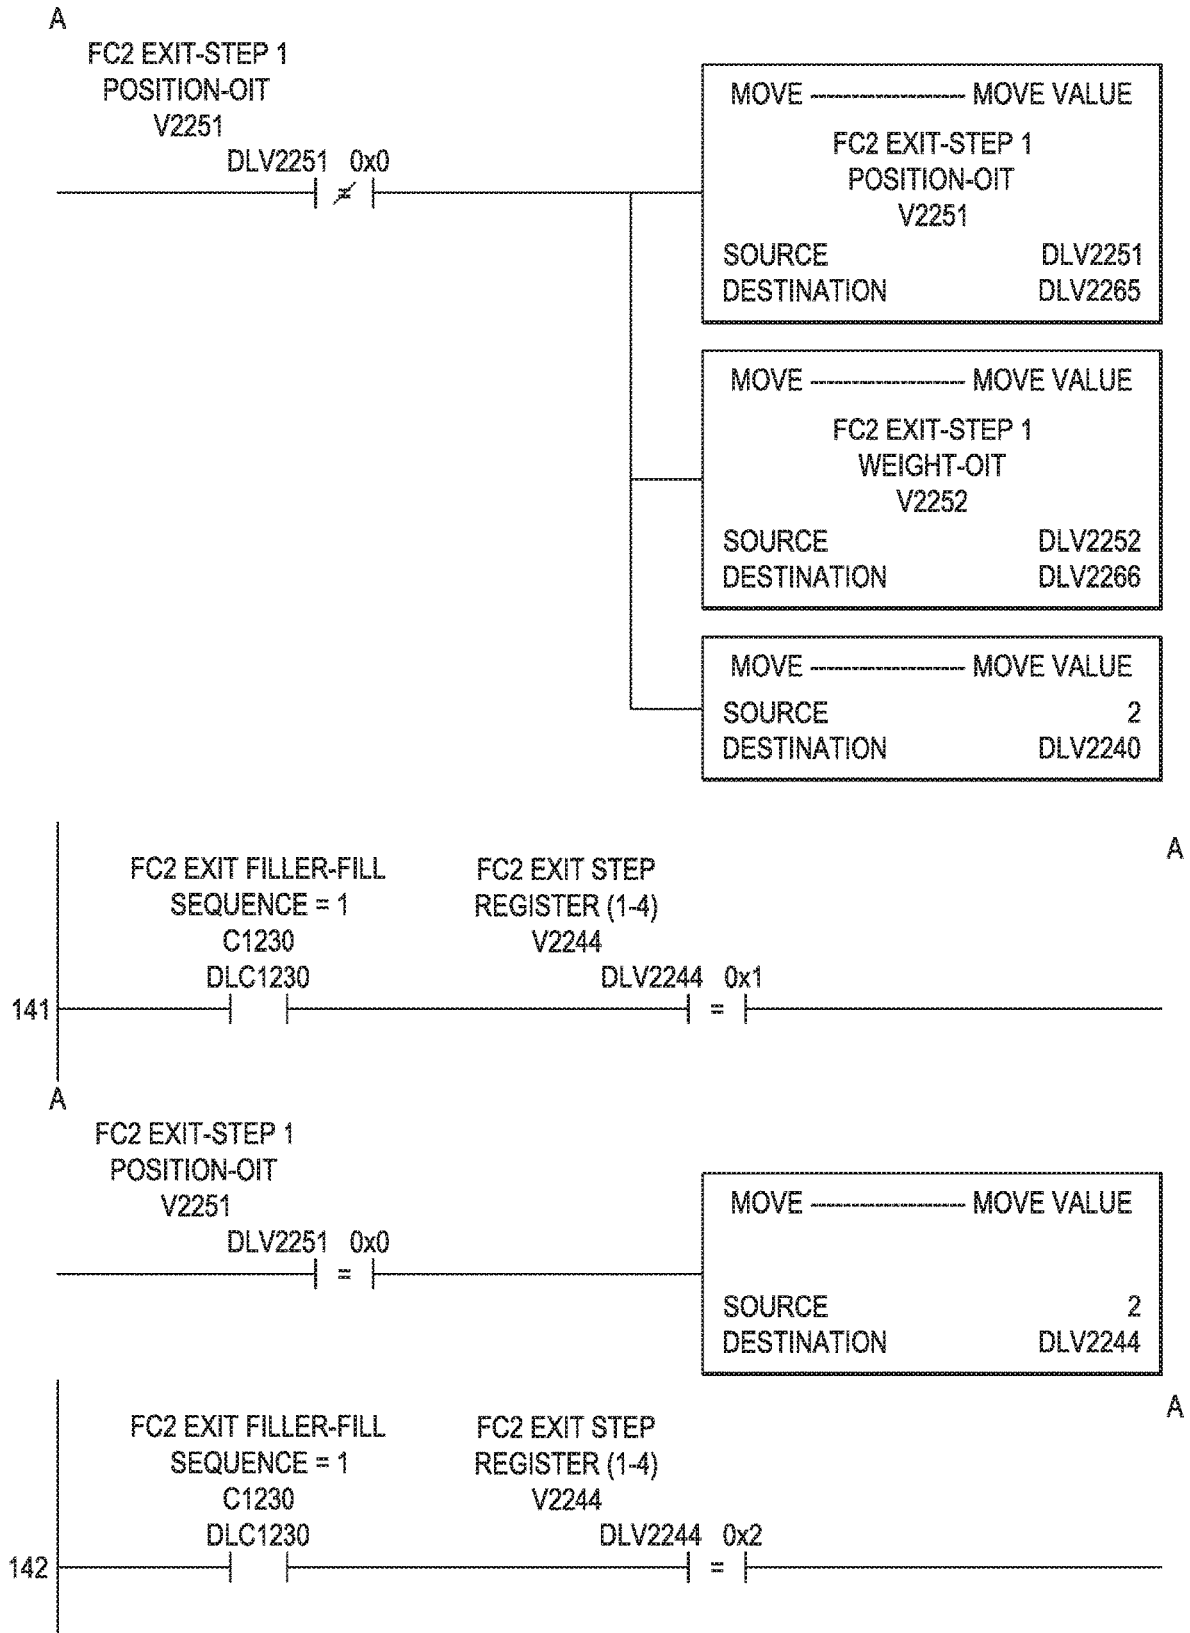 A
FC2 EXIT-STEP 1
POSITION-OIT
V2251
DLV2251 0x0
≠
MOVE ---------------------- MOVE VALUE
FC2 EXIT-STEP 1
POSITION-OIT
V2251
SOURCE DLV2251
DESTINATION DLV2265
MOVE ---------------------- MOVE VALUE
FC2 EXIT-STEP 1
WEIGHT-OIT
V2252
SOURCE DLV2252
DESTINATION DLV2266
MOVE ---------------------- MOVE VALUE
SOURCE 2
DESTINATION DLV2240
A
FC2 EXIT FILLER-FILL
SEQUENCE = 1
C1230
DLC1230
FC2 EXIT STEP
REGISTER (1-4)
V2244
DLV2244 0x1
141
=
A
FC2 EXIT-STEP 1
POSITION-OIT
V2251
DLV2251 0x0
=
MOVE ---------------------- MOVE VALUE
SOURCE 2
DESTINATION DLV2244
A
FC2 EXIT FILLER-FILL
SEQUENCE = 1
C1230
DLC1230
FC2 EXIT STEP
REGISTER (1-4)
V2244
DLV2244 0x2
142
=